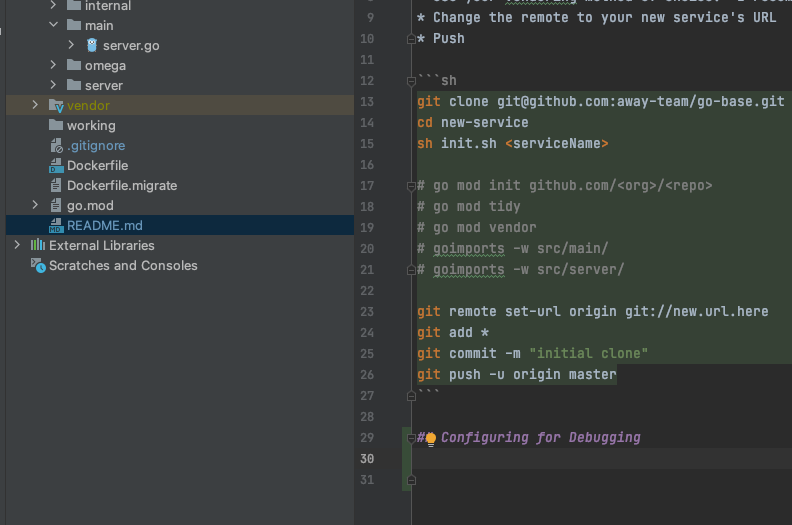 internal
main
server.go
omega
server
vendor
working
.gitignore
Dockerfile
Dockerfile.migrate
go.mod
README.md
External Libraries
Scratches and Consoles
9 * Change the remote to your new service's URL
10 * Push
11
12 ```sh
13 git clone git@github.com:away-team/go-base.git
14 cd new-service
15 sh init.sh <serviceName>
16
17 # go mod init github.com/<org>/<repo>
18 # go mod tidy
19 # go mod vendor
20 # goimports -w src/main/
21 # goimports -w src/server/
22
23 git remote set-url origin git://new.url.here
24 git add *
25 git commit -m "initial clone"
26 git push -u origin master
27 ```
28
29 ## Configuring for Debugging
30
31